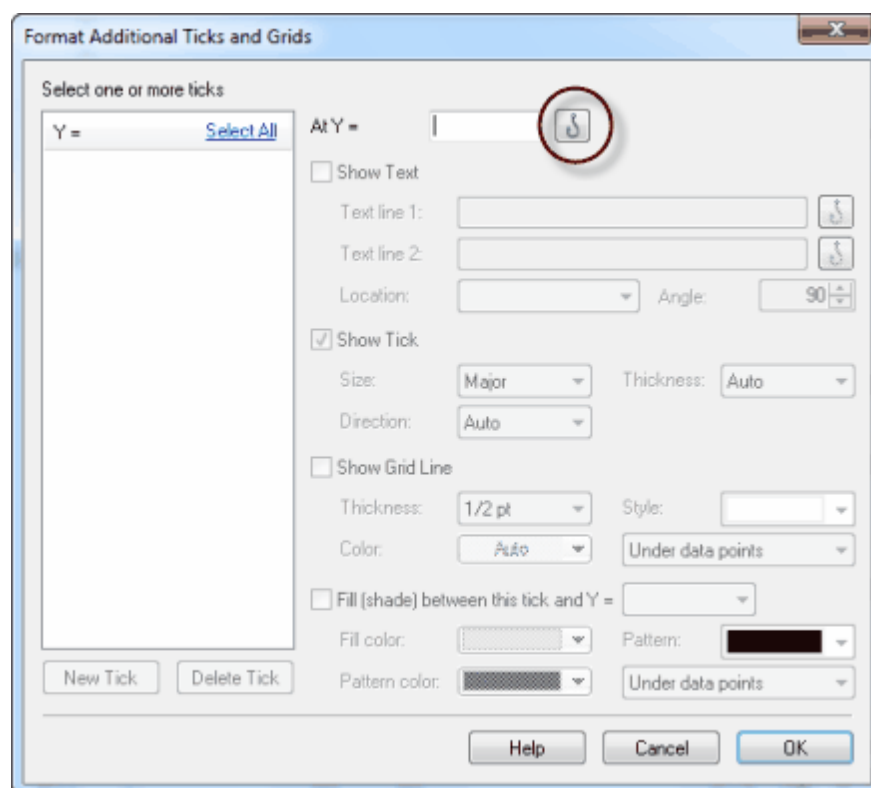 Format Additional Ticks and Grids
Select one or more ticks
Y = Select All
At Y =
Show Text
Text line 1:
Text line 2:
Location: Angle: 90
Show Tick
Size: Major Thickness: Auto
Direction: Auto
Show Grid Line
Thickness: 1/2 pt Style:
Color: Auto Under data points
Fill (shade) between this tick and Y =
Fill color: Pattern:
New Tick Delete Tick Pattern color: Under data points
Help Cancel OK